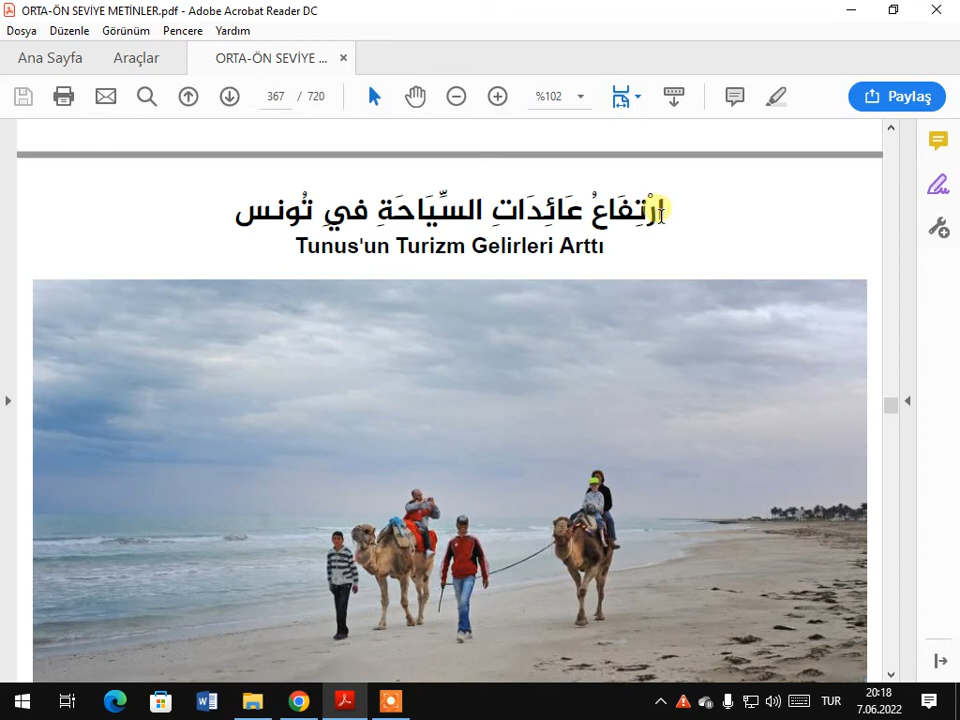 ORTA-ÖN SEVİYE METİNLER.pdf - Adobe Acrobat Reader DC
Dosya Düzenle Görünüm Pencere Yardım
Ana Sayfa Araçlar ORTA-ÖN SEVİYE ...
367 / 720 %102 Paylaş
اِرْتِفَاعُ عَائِدَاتِ السِّيَاحَةِ فيِ تُونس
Tunus'un Turizm Gelirleri Arttı
TUR 20:18
7.06.2022